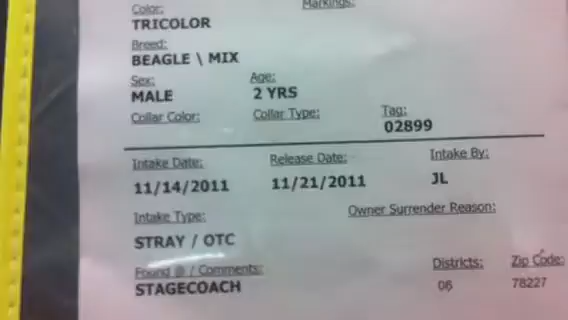 Color: Markings:
TRICOLOR
Breed:
BEAGLE \ MIX
Sex: Age:
MALE 2 YRS
Collar Color: Collar Type: Tag:
02899
Intake Date: Release Date: Intake By:
11/14/2011 11/21/2011 JL
Intake Type: Owner Surrender Reason:
STRAY / OTC
Found @ / Comments: Districts: Zip Code:
STAGECOACH 06 78227